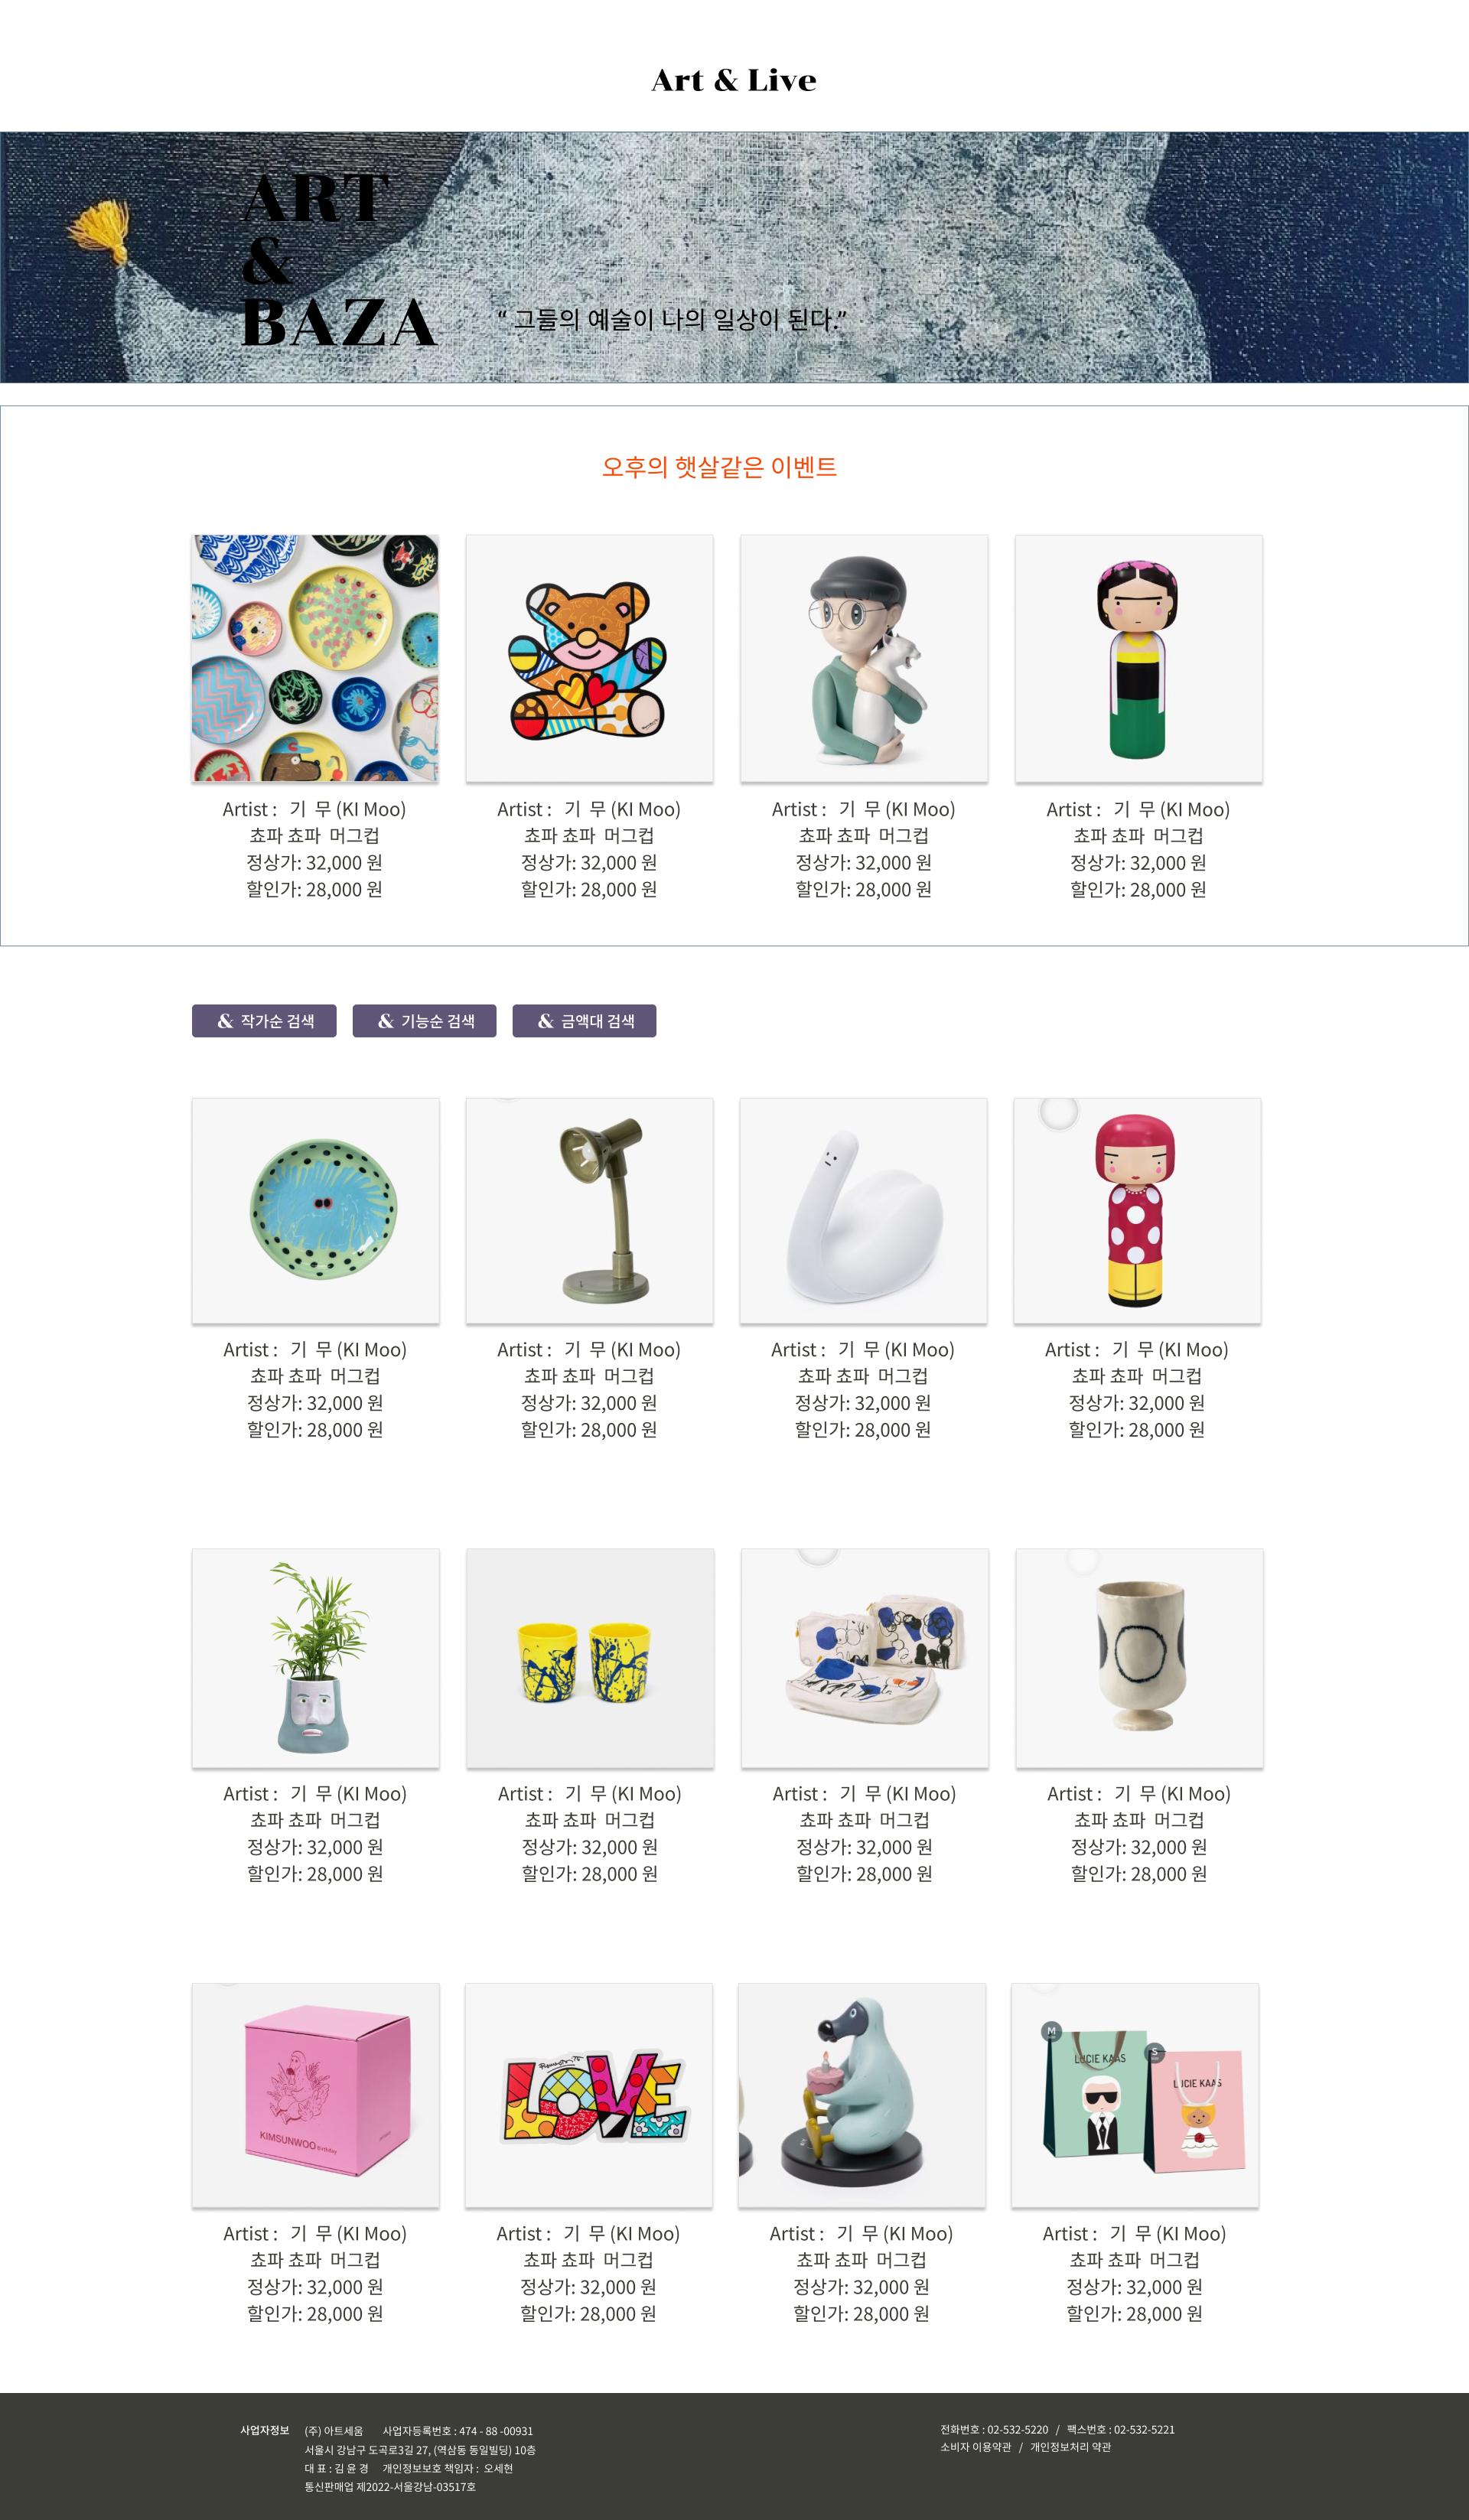 Art & Live
ART
&
BAZA
“ 그들의 예술이 나의 일상이 된다.”
오후의 햇살같은 이벤트
Artist : 기 무 (KI Moo)
쵸파 쵸파 머그컵
정상가: 32,000 원
할인가: 28,000 원
Artist : 기 무 (KI Moo)
쵸파 쵸파 머그컵
정상가: 32,000 원
할인가: 28,000 원
Artist : 기 무 (KI Moo)
쵸파 쵸파 머그컵
정상가: 32,000 원
할인가: 28,000 원
Artist : 기 무 (KI Moo)
쵸파 쵸파 머그컵
정상가: 32,000 원
할인가: 28,000 원
& 작가순 검색
& 기능순 검색
& 금액대 검색
Artist : 기 무 (KI Moo)
쵸파 쵸파 머그컵
정상가: 32,000 원
할인가: 28,000 원
Artist : 기 무 (KI Moo)
쵸파 쵸파 머그컵
정상가: 32,000 원
할인가: 28,000 원
Artist : 기 무 (KI Moo)
쵸파 쵸파 머그컵
정상가: 32,000 원
할인가: 28,000 원
Artist : 기 무 (KI Moo)
쵸파 쵸파 머그컵
정상가: 32,000 원
할인가: 28,000 원
Artist : 기 무 (KI Moo)
쵸파 쵸파 머그컵
정상가: 32,000 원
할인가: 28,000 원
Artist : 기 무 (KI Moo)
쵸파 쵸파 머그컵
정상가: 32,000 원
할인가: 28,000 원
Artist : 기 무 (KI Moo)
쵸파 쵸파 머그컵
정상가: 32,000 원
할인가: 28,000 원
Artist : 기 무 (KI Moo)
쵸파 쵸파 머그컵
정상가: 32,000 원
할인가: 28,000 원
KIMSUNWOO Birthday
LOVE
M
LUCIE KAAS
S
LUCIE KAAS
Artist : 기 무 (KI Moo)
쵸파 쵸파 머그컵
정상가: 32,000 원
할인가: 28,000 원
Artist : 기 무 (KI Moo)
쵸파 쵸파 머그컵
정상가: 32,000 원
할인가: 28,000 원
Artist : 기 무 (KI Moo)
쵸파 쵸파 머그컵
정상가: 32,000 원
할인가: 28,000 원
Artist : 기 무 (KI Moo)
쵸파 쵸파 머그컵
정상가: 32,000 원
할인가: 28,000 원
사업자정보 (주) 아트세움 사업자등록번호 : 474 - 88 -00931
서울시 강남구 도곡로3길 27, (역삼동 동일빌딩) 10층
대 표 : 김 윤 경 개인정보보호 책임자 : 오세현
통신판매업 제2022-서울강남-03517호
전화번호 : 02-532-5220 / 팩스번호 : 02-532-5221
소비자 이용약관 / 개인정보처리 약관